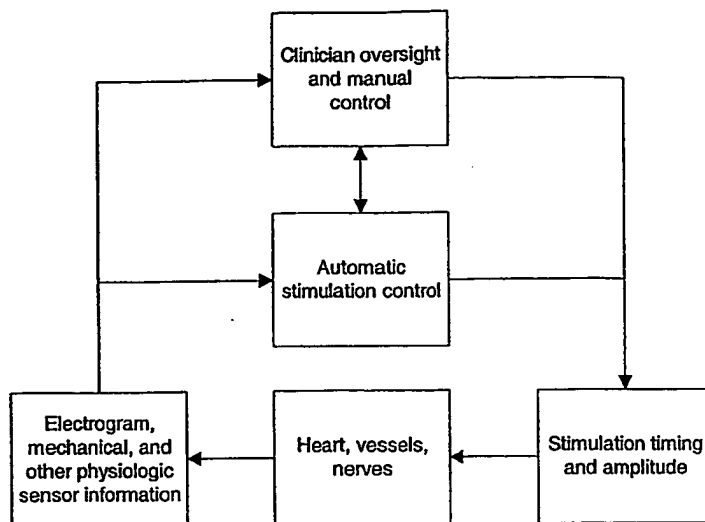 Clinician oversight
and manual
control
Automatic
stimulation control
Electrogram,
mechanical, and
other physiologic
sensor information
Heart, vessels,
nerves
Stimulation timing
and amplitude